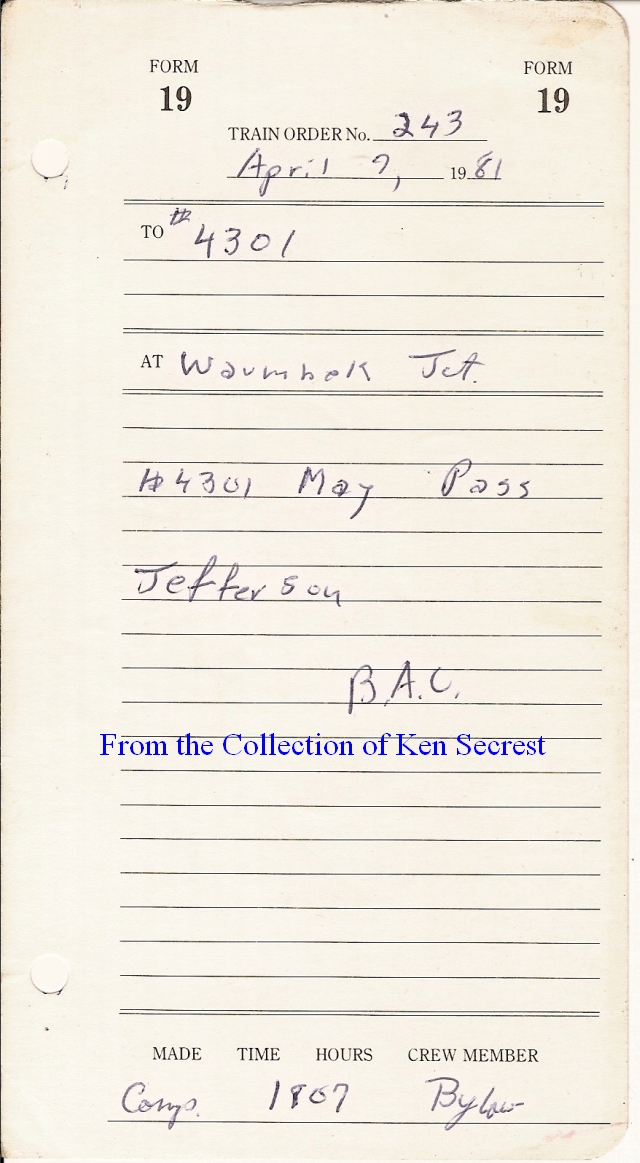 FORM FORM
19 19
TRAIN ORDER No. 243
April 7, 1981
TO #4301
AT Waumbek Jct.
#4301 May Pass
Jefferson
B.A.C.
From the Collection of Ken Secrest
MADE TIME HOURS CREW MEMBER
Comp. 1807